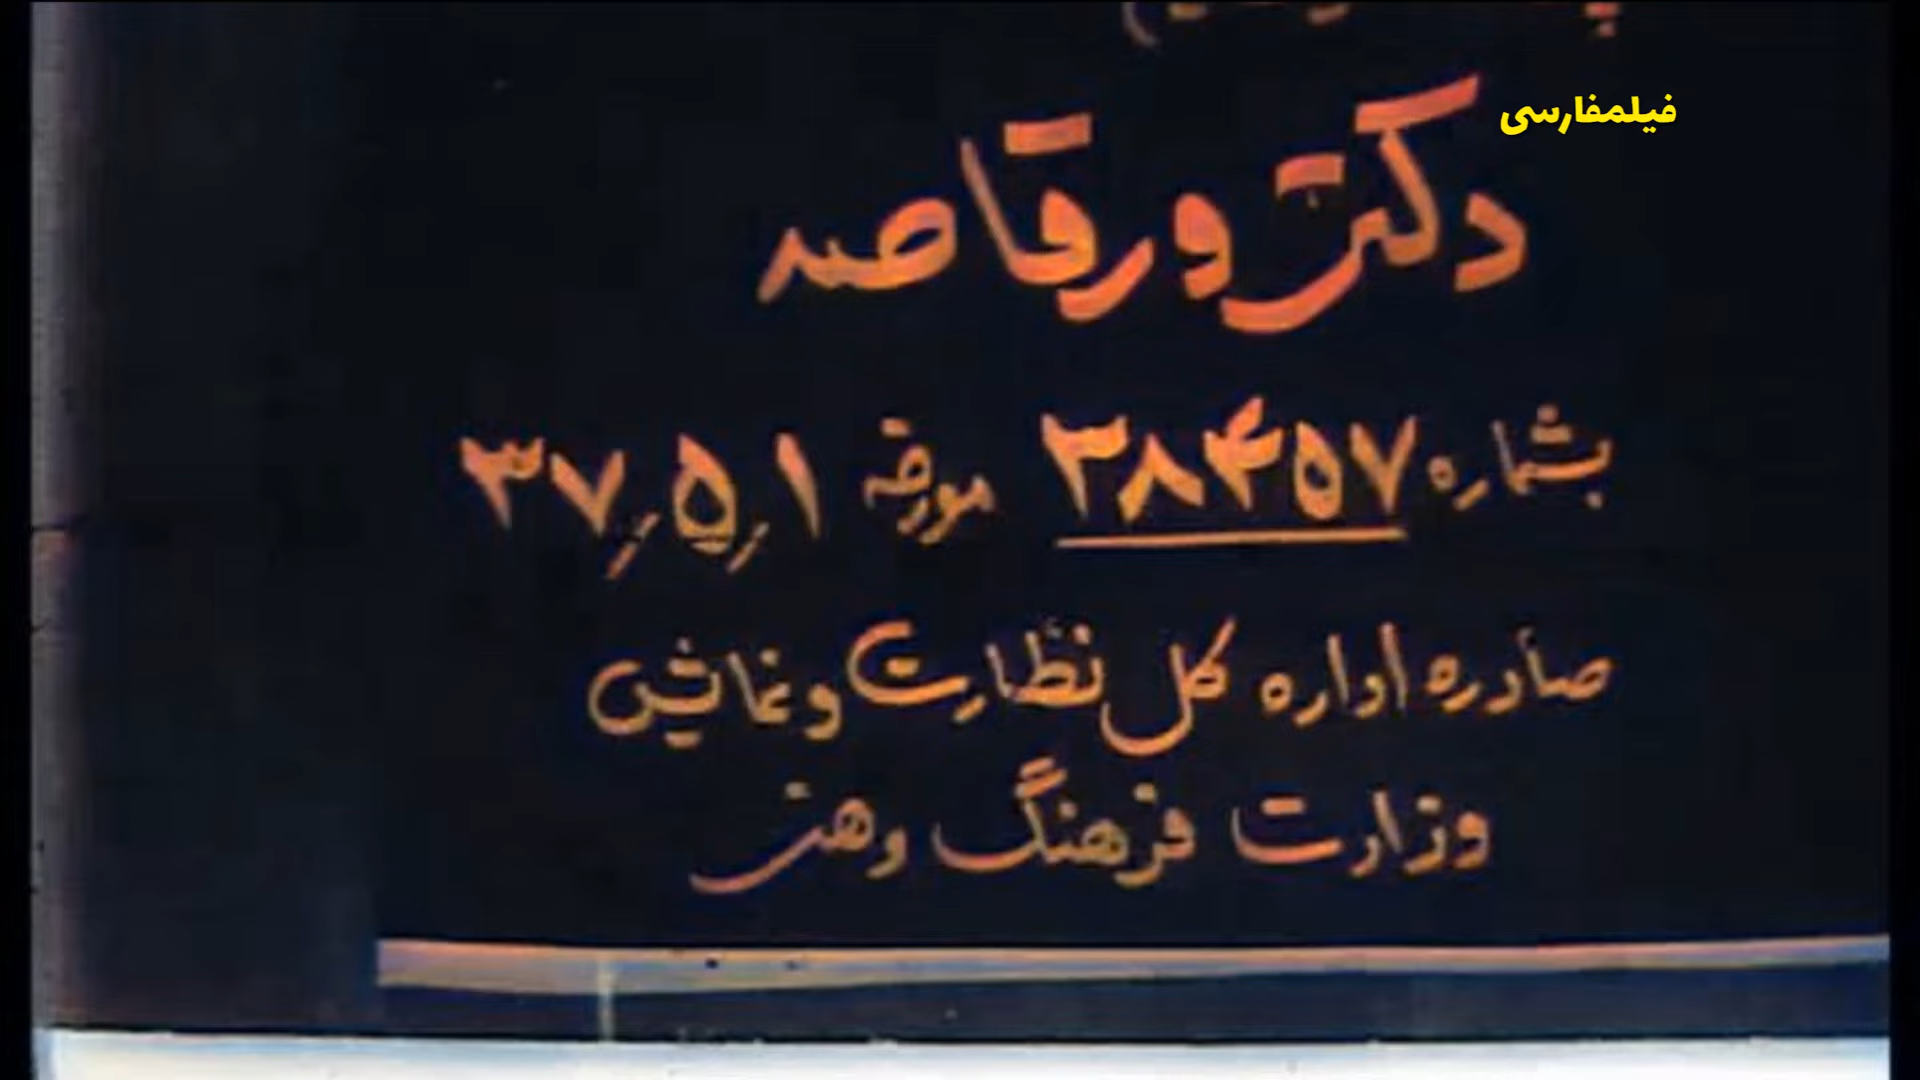 فیلمفارسی
دکتر و رقاصه
بشماره ۳۸۴۵۷ مورخه ۳۷٫۵٫۱
صادره اداره کل نظارت و نمایش
وزارت فرهنگ و هنر